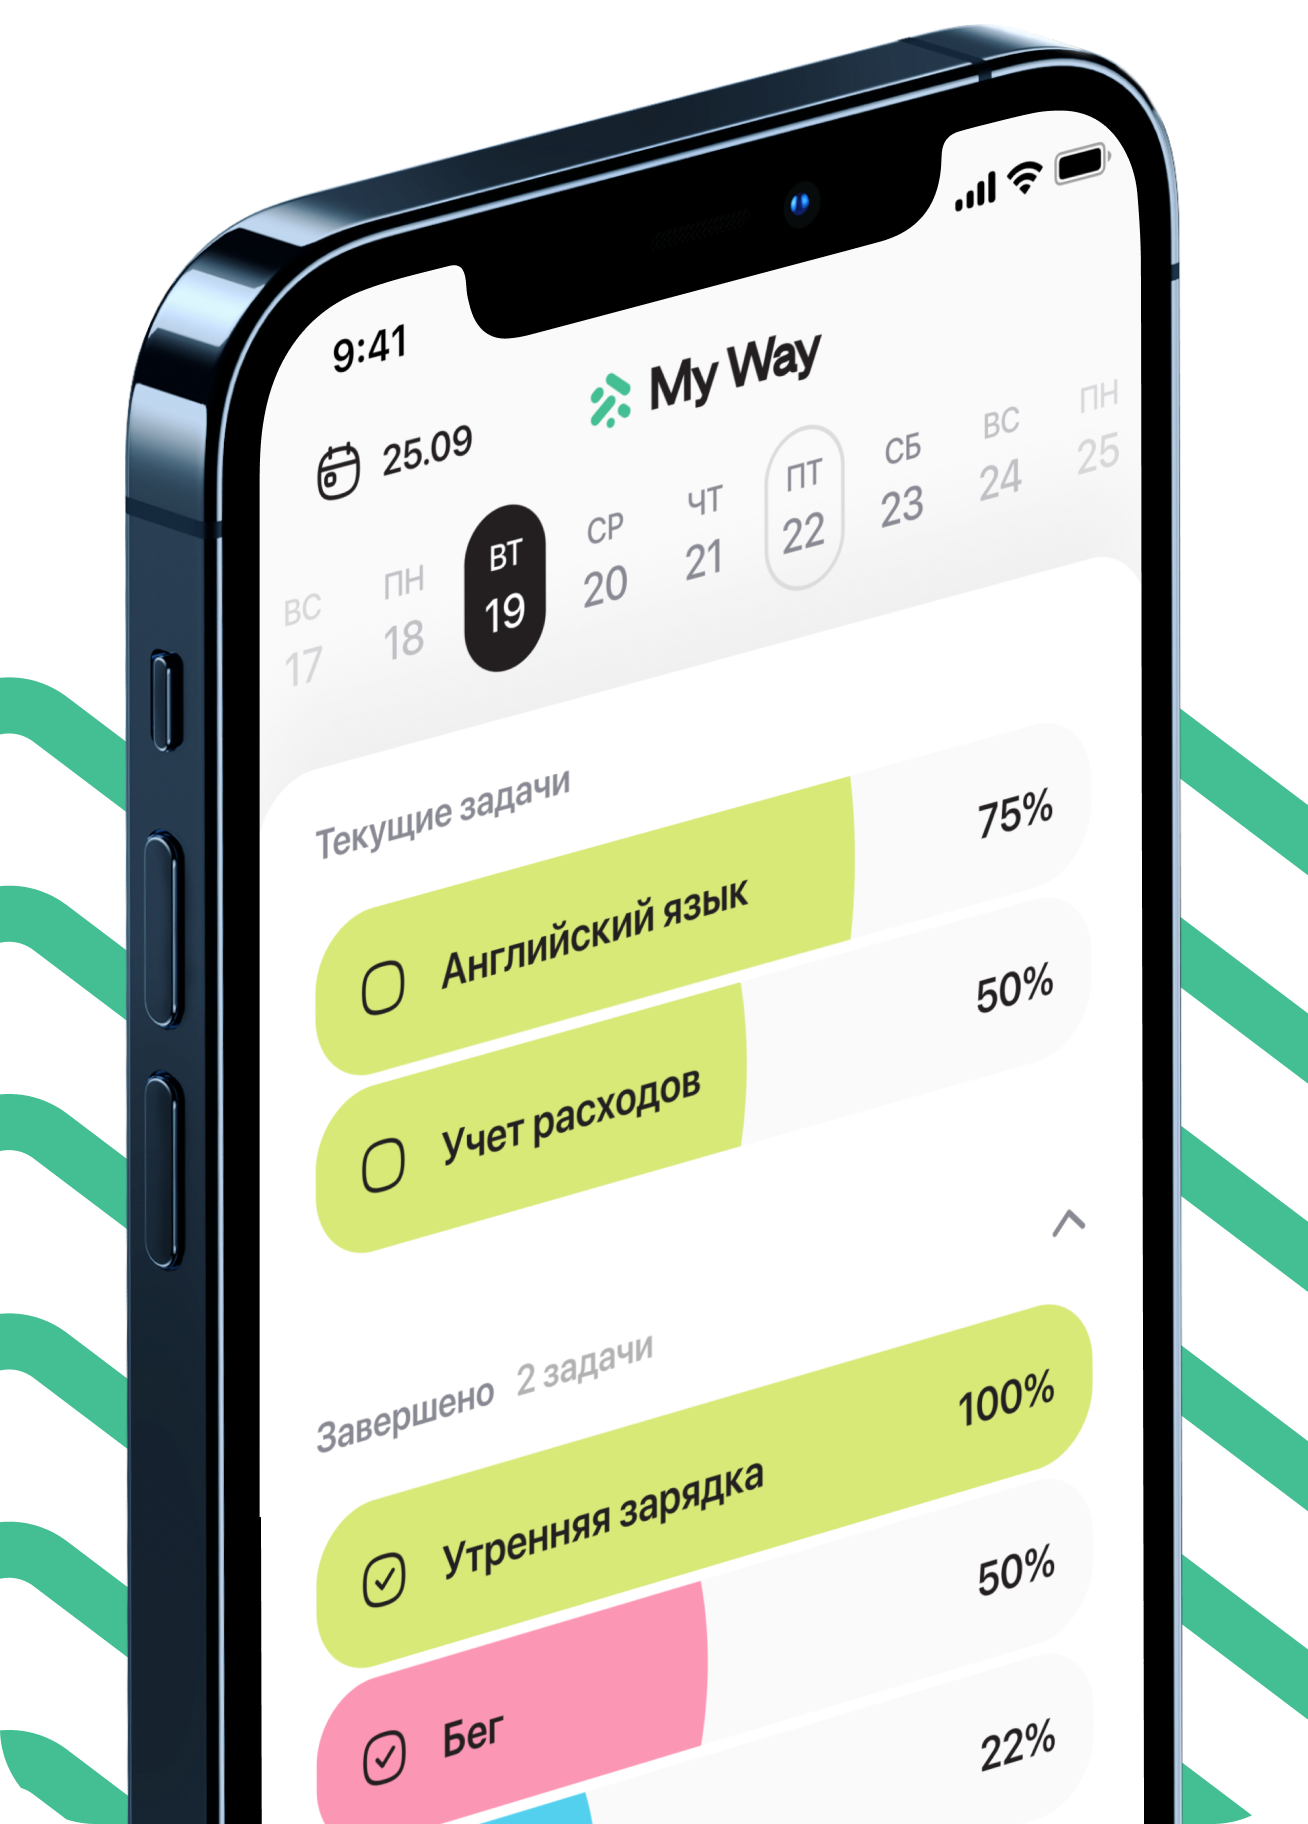 9:41
My Way
25.09
ВС ПН ВТ СР ЧТ ПТ СБ ВС ПН
17 18 19 20 21 22 23 24 25
Текущие задачи
Английский язык 75%
Учет расходов 50%
Завершено 2 задачи
Утренняя зарядка 100%
Бег 50%
22%